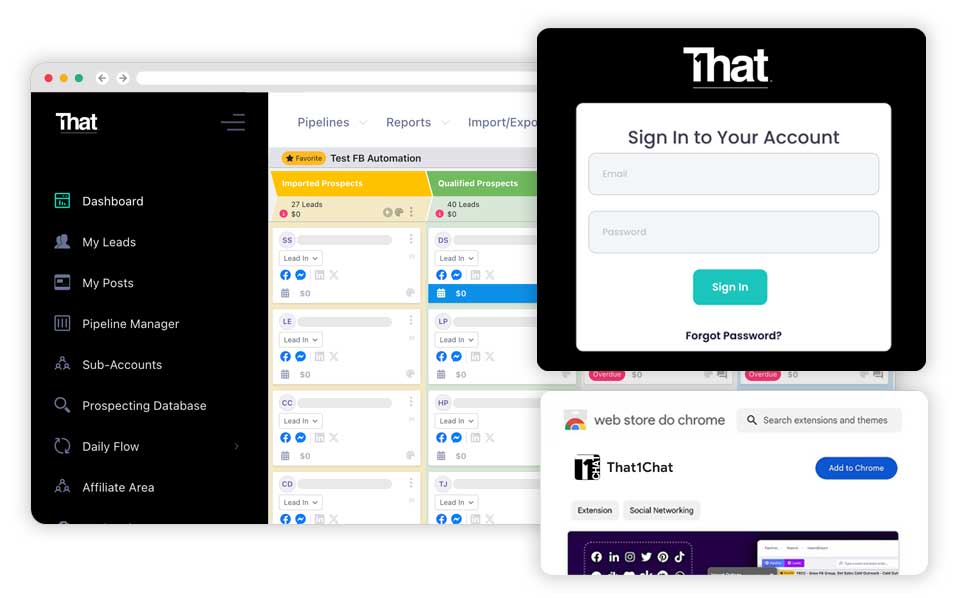 That
Pipelines
Reports
Import/Expo
Favorite
Test FB Automation
Imported Prospects
Qualified Prospects
27 Leads
$0
40 Leads
$0
Dashboard
My Leads
My Posts
Pipeline Manager
Sub-Accounts
Prospecting Database
Daily Flow
Affiliate Area
SS
Lead In
$0
DS
Lead In
$0
LE
Lead In
$0
LP
Lead In
$0
CC
Lead In
$0
HP
Lead In
$0
CD
Lead In
TJ
Lead In
That
Sign In to Your Account
Email
Password
Sign In
Forgot Password?
Overdue
$0
Overdue
$0
web store do chrome
Search extensions and themes
1 CHAT
That1Chat
Add to Chrome
Extension
Social Networking